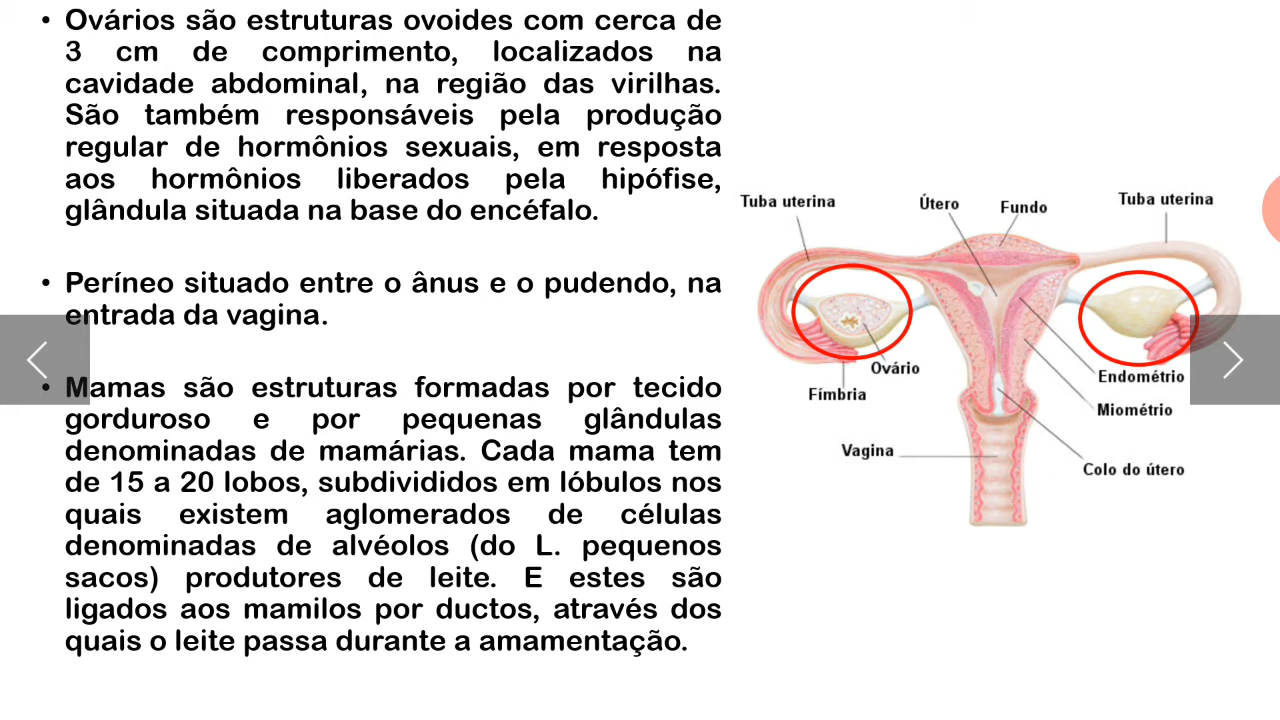 • Ovários são estruturas ovoides com cerca de
3 cm de comprimento, localizados na
cavidade abdominal, na região das virilhas.
São também responsáveis pela produção
regular de hormônios sexuais, em resposta
aos hormônios liberados pela hipófise,
glândula situada na base do encéfalo.
• Períneo situado entre o ânus e o pudendo, na
entrada da vagina.
• Mamas são estruturas formadas por tecido
gorduroso e por pequenas glândulas
denominadas de mamárias. Cada mama tem
de 15 a 20 lobos, subdivididos em lóbulos nos
quais existem aglomerados de células
denominadas de alvéolos (do L. pequenos
sacos) produtores de leite. E estes são
ligados aos mamilos por ductos, através dos
quais o leite passa durante a amamentação.
Tuba uterina
Útero
Fundo
Tuba uterina
Ovário
Fímbria
Endométrio
Miométrio
Vagina
Colo do útero